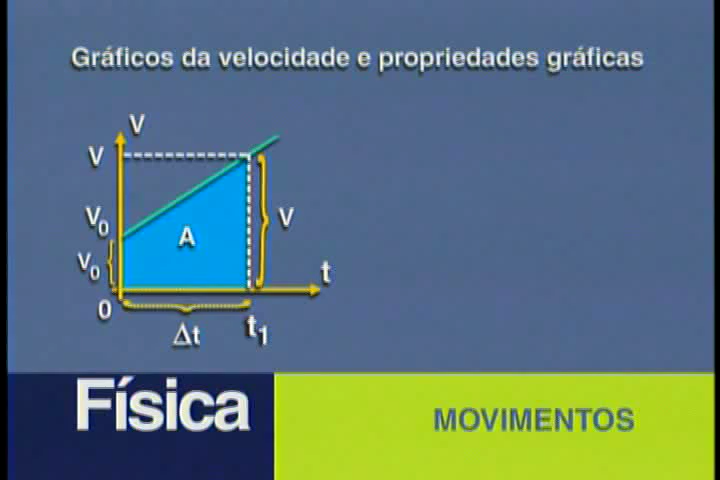 Gráficos da velocidade e propriedades gráficas
V
V
V0
A
V
V0
t
0
Δt
t1
Física
MOVIMENTOS